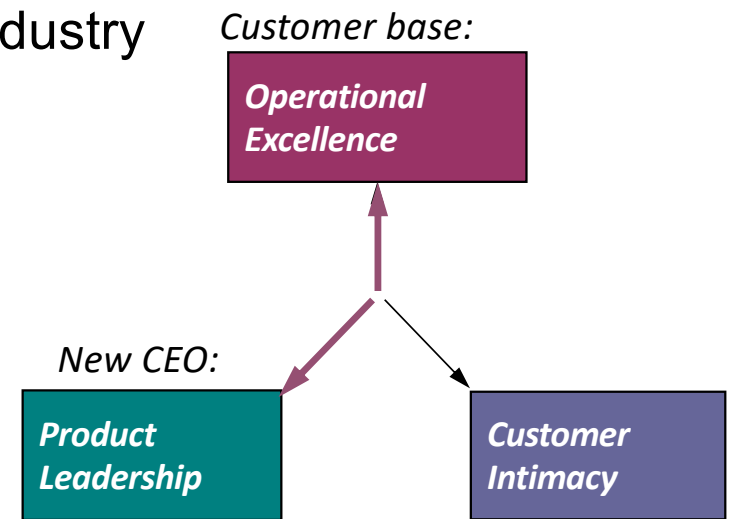 dustry
Customer base:
Operational
Excellence
New CEO:
Product
Leadership
Customer
Intimacy